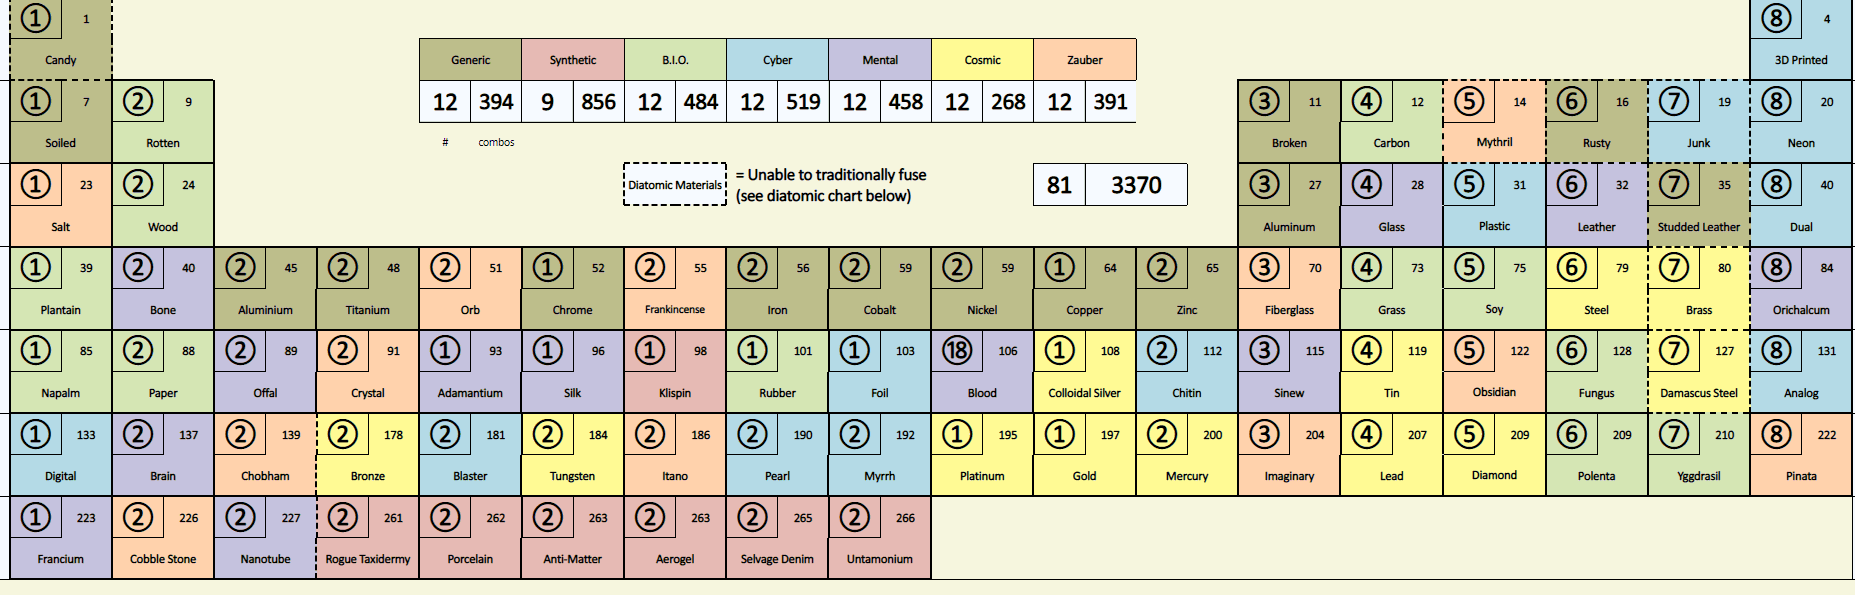 ① 1 ⑧ 4
Candy 3D Printed
Generic Synthetic B.I.O. Cyber Mental Cosmic Zauber
12 394 9 856 12 484 12 519 12 458 12 268 12 391
# combos
① 7 ② 9 ③ 11 ④ 12 ⑤ 14 ⑥ 16 ⑦ 19 ⑧ 20
Soiled Rotten Broken Carbon Mythril Rusty Junk Neon
Diatomic Materials = Unable to traditionally fuse
(see diatomic chart below)
81 3370
① 23 ② 24 ③ 27 ④ 28 ⑤ 31 ⑥ 32 ⑦ 35 ⑧ 40
Salt Wood Aluminum Glass Plastic Leather Studded Leather Dual
① 39 ② 40 ② 45 ② 48 ② 51 ① 52 ② 55 ② 56 ② 59 ② 59 ① 64 ② 65 ③ 70 ④ 73 ⑤ 75 ⑥ 79 ⑦ 80 ⑧ 84
Plantain Bone Aluminium Titanium Orb Chrome Frankincense Iron Cobalt Nickel Copper Zinc Fiberglass Grass Soy Steel Brass Orichalcum
① 85 ② 88 ② 89 ② 91 ① 93 ① 96 ① 98 ① 101 ① 103 ⑱ 106 ① 108 ② 112 ③ 115 ④ 119 ⑤ 122 ⑥ 128 ⑦ 127 ⑧ 131
Napalm Paper Offal Crystal Adamantium Silk Klispin Rubber Foil Blood Colloidal Silver Chitin Sinew Tin Obsidian Fungus Damascus Steel Analog
① 133 ② 137 ② 139 ② 178 ② 181 ② 184 ② 186 ② 190 ② 192 ① 195 ① 197 ② 200 ③ 204 ④ 207 ⑤ 209 ⑥ 209 ⑦ 210 ⑧ 222
Digital Brain Chobham Bronze Blaster Tungsten Itano Pearl Myrrh Platinum Gold Mercury Imaginary Lead Diamond Polenta Yggdrasil Pinata
① 223 ② 226 ② 227 ② 261 ② 262 ② 263 ② 263 ② 265 ② 266
Francium Cobble Stone Nanotube Rogue Taxidermy Porcelain Anti-Matter Aerogel Selvage Denim Untamonium